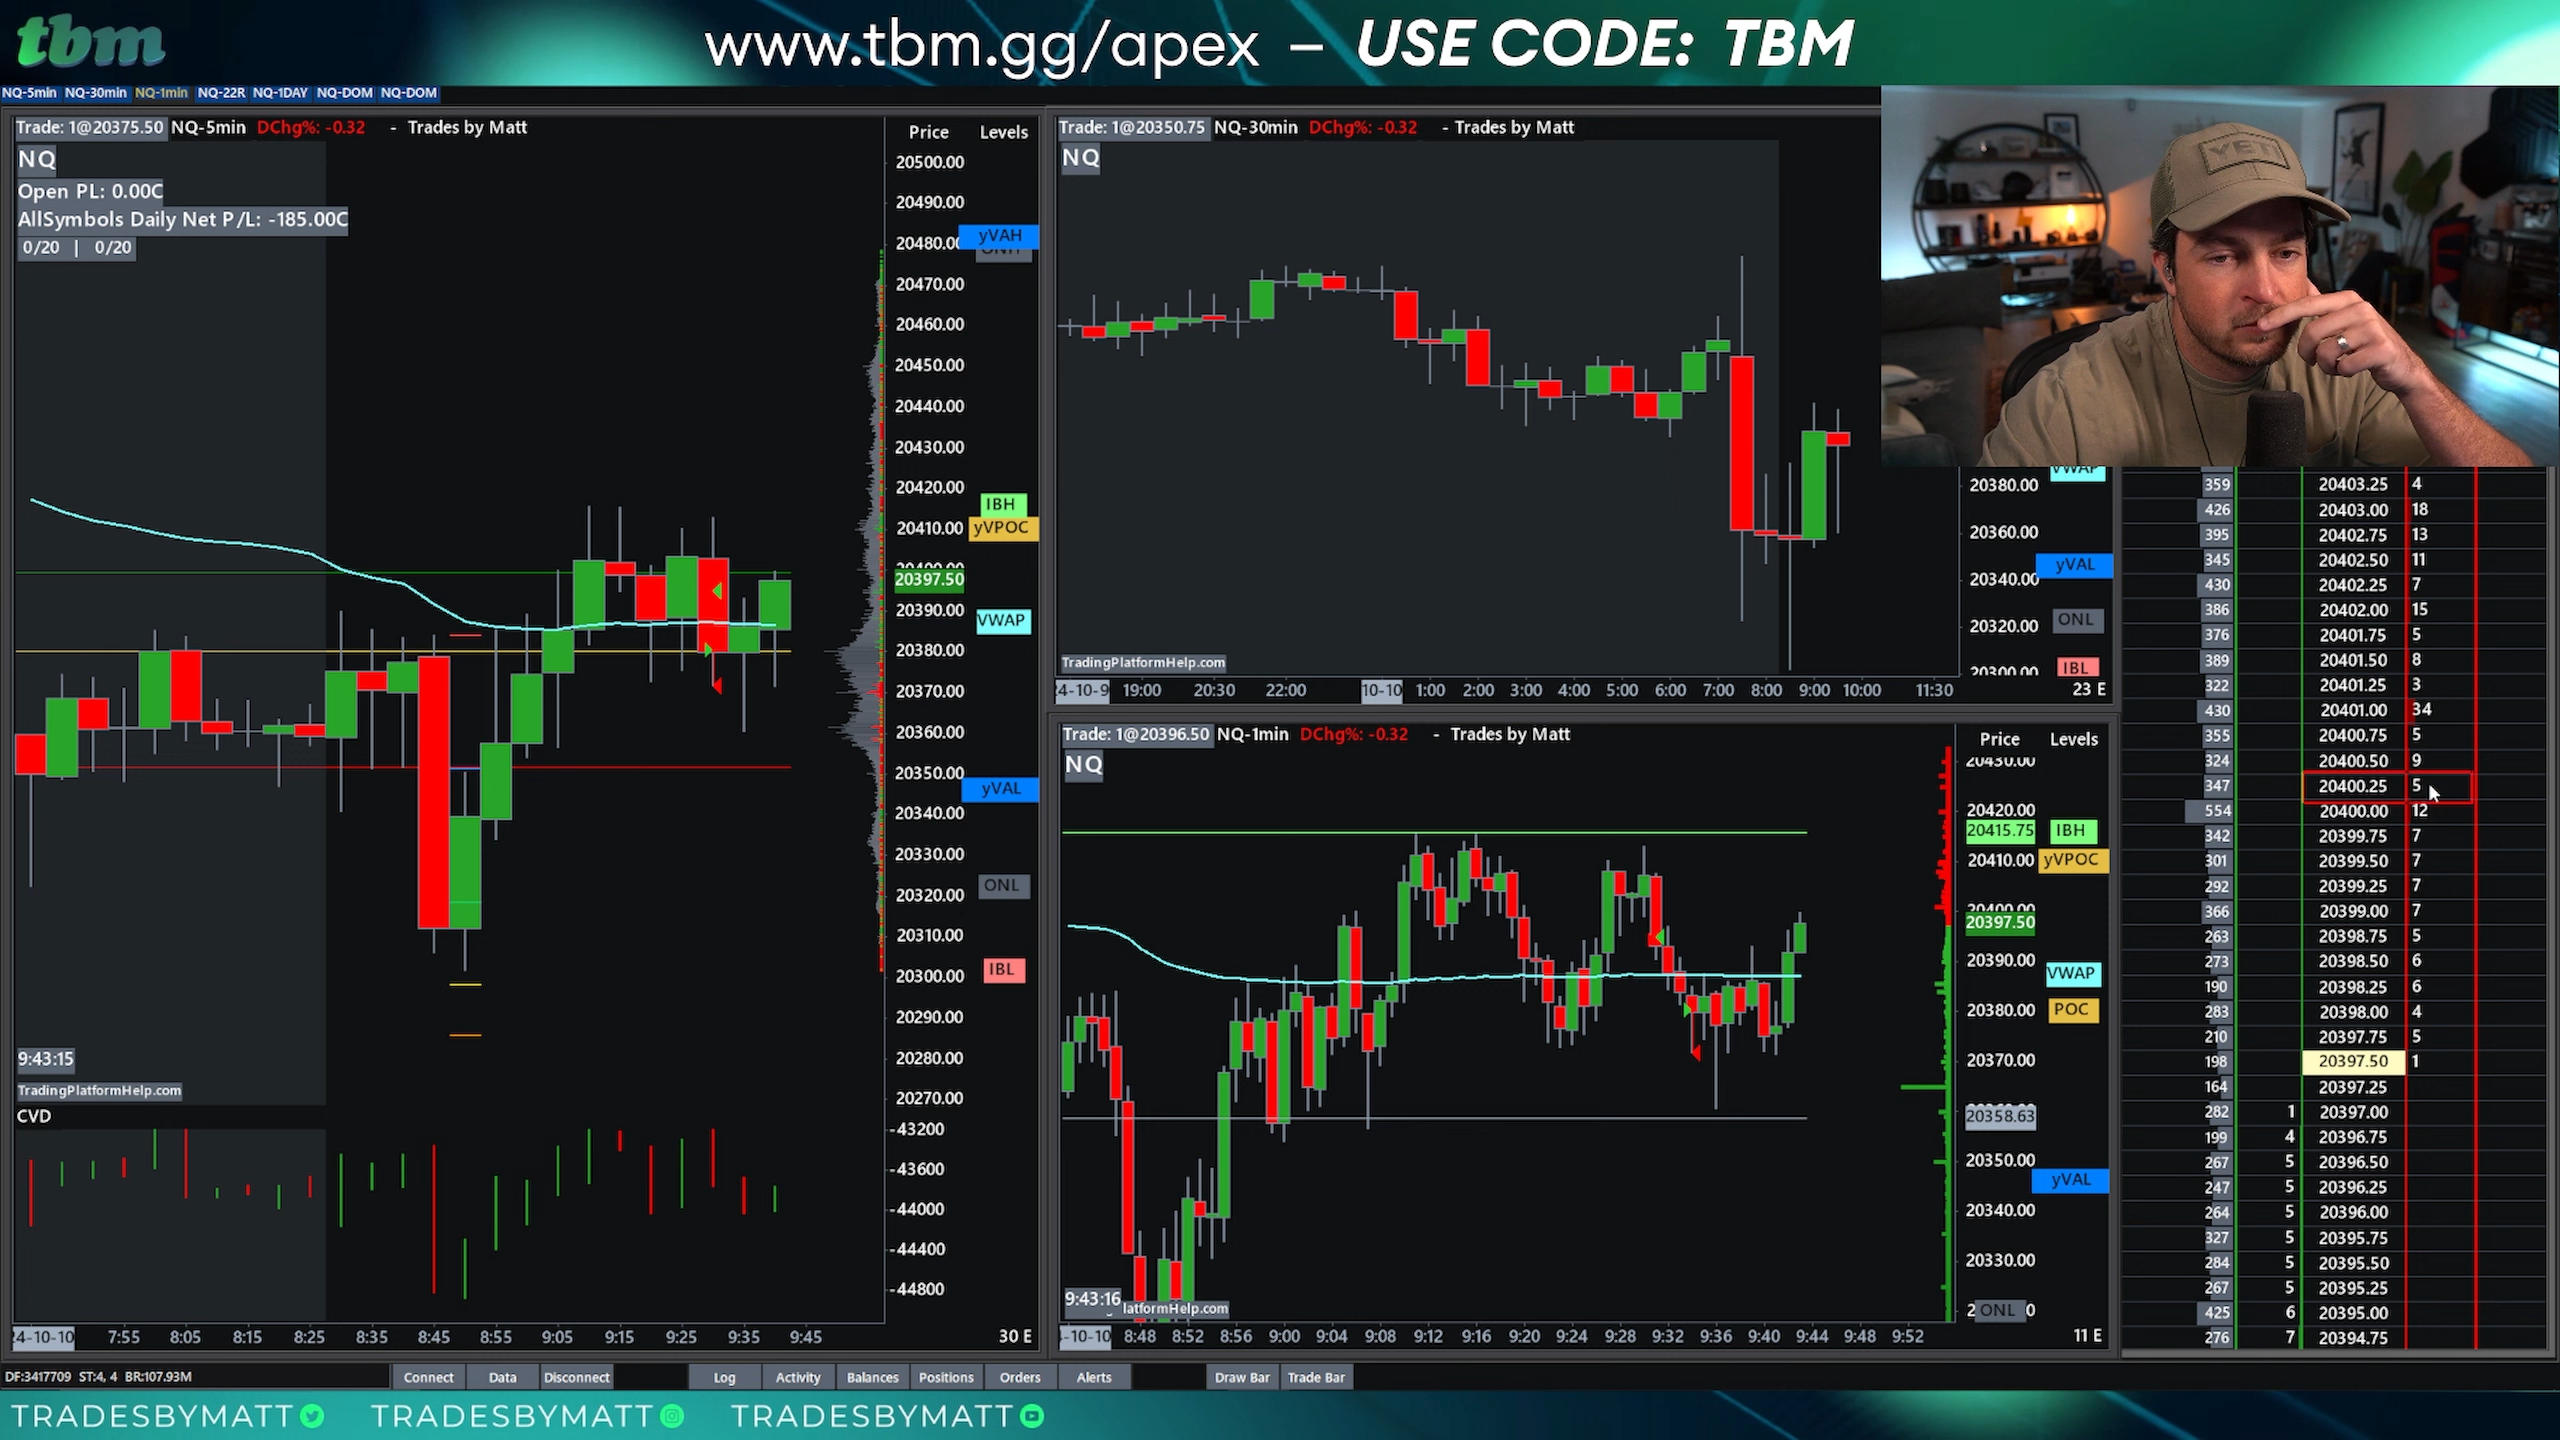 tbm
www.tbm.gg/apex – USE CODE: TBM
NQ-5min NQ-30min NQ-1min NQ-22R NQ-1DAY NQ-DOM NQ-DOM
Trade: 1@20375.50 NQ-5min DChg%: -0.32 - Trades by Matt
Price Levels
NQ
Open PL: 0.00C
AllSymbols Daily Net P/L: -185.00C
0/20 | 0/20
20500.00
20490.00
20480.00 yVAH
20470.00
20460.00
20450.00
20440.00
20430.00
20420.00
IBH
20410.00 yVPOC
20397.50
20390.00
VWAP
20380.00
20370.00
20360.00
20350.00
yVAL
20340.00
20330.00
20320.00 ONL
20310.00
20300.00 IBL
20290.00
20280.00
20270.00
9:43:15
TradingPlatformHelp.com
CVD
-43200
-43600
-44000
-44400
-44800
24-10-10 7:55 8:05 8:15 8:25 8:35 8:45 8:55 9:05 9:15 9:25 9:35 9:45 30 E
Trade: 1@20350.75 NQ-30min DChg%: -0.32 - Trades by Matt
NQ
VWAP
20380.00
20360.00
20340.00 yVAL
20320.00 ONL
20300.00 IBL
TradingPlatformHelp.com
24-10-9 19:00 20:30 22:00 10-10 1:00 2:00 3:00 4:00 5:00 6:00 7:00 8:00 9:00 10:00 11:30 23 E
Trade: 1@20396.50 NQ-1min DChg%: -0.32 - Trades by Matt
Price Levels
NQ
20430.00
20420.00
20415.75 IBH
20410.00 yVPOC
20400.00
20397.50
20390.00
VWAP
20380.00 POC
20370.00
20358.63
20350.00
yVAL
20340.00
20330.00
ONL
9:43:16
latformHelp.com
-10-10 8:48 8:52 8:56 9:00 9:04 9:08 9:12 9:16 9:20 9:24 9:28 9:32 9:36 9:40 9:44 9:48 9:52 11 E
YETI
359 20403.25 4
426 20403.00 18
395 20402.75 13
345 20402.50 11
430 20402.25 7
386 20402.00 15
376 20401.75 5
389 20401.50 8
322 20401.25 3
430 20401.00 34
355 20400.75 5
324 20400.50 9
347 20400.25 5
554 20400.00 12
342 20399.75 7
301 20399.50 7
292 20399.25 7
366 20399.00 7
263 20398.75 5
273 20398.50 6
190 20398.25 6
283 20398.00 4
210 20397.75 5
198 20397.50 1
164 20397.25
282 1 20397.00
199 4 20396.75
267 5 20396.50
247 5 20396.25
264 5 20396.00
327 5 20395.75
284 5 20395.50
267 5 20395.25
425 6 20395.00
276 7 20394.75
DF:3417709 ST:4, 4 BR:107.93M
Connect Data Disconnect Log Activity Balances Positions Orders Alerts Draw Bar Trade Bar
TRADESBYMATT TRADESBYMATT TRADESBYMATT